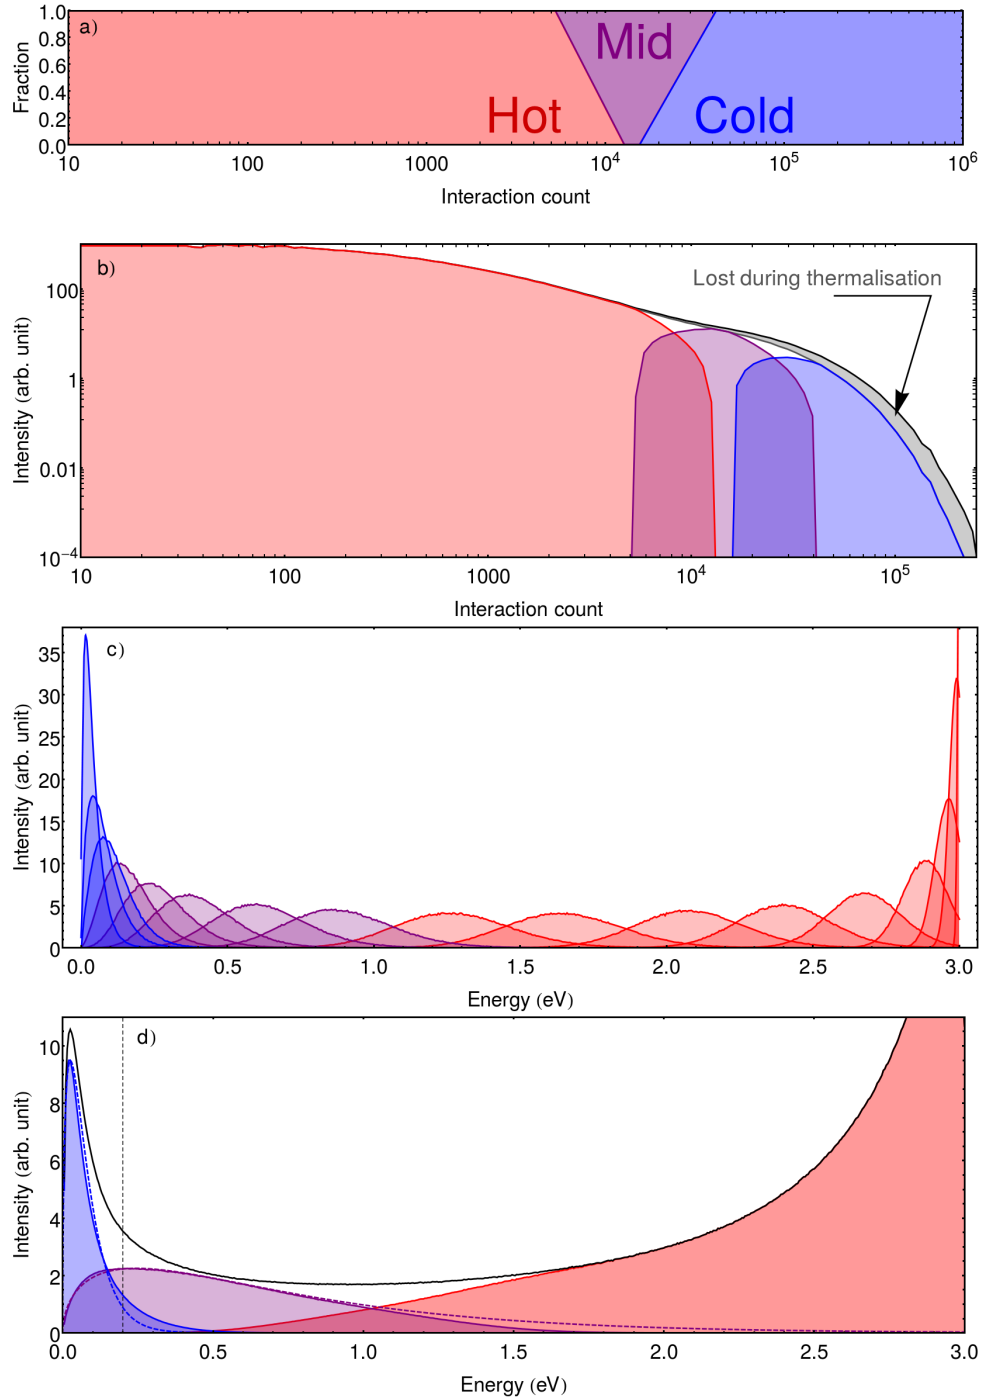 a)
1.0
0.8
0.6
0.4
0.2
0.0
Fraction
Mid
Hot
Cold
10 100 1000 10⁴ 10⁵ 10⁶
Interaction count
b)
Lost during thermalisation
100
1
0.01
10⁻⁴
Intensity (arb. unit)
10 100 1000 10⁴ 10⁵
Interaction count
c)
35
30
25
20
15
10
5
0
Intensity (arb. unit)
0.0 0.5 1.0 1.5 2.0 2.5 3.0
Energy (eV)
d)
10
8
6
4
2
0
Intensity (arb. unit)
0.0 0.5 1.0 1.5 2.0 2.5 3.0
Energy (eV)